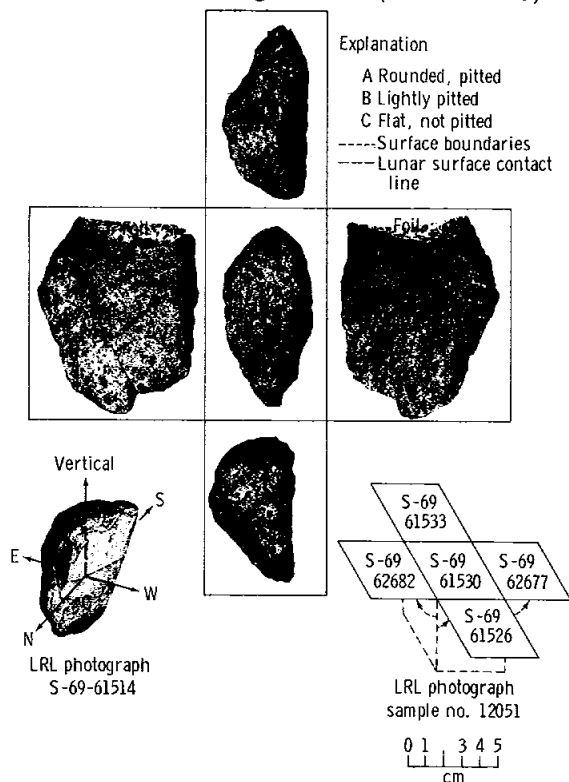 Explanation
A Rounded, pitted
B Lightly pitted
C Flat, not pitted
Surface boundaries
Lunar surface contact
line
Foil
Vertical
S
E
W
N
LRL photograph
S-69-61514
S-69
61533
S-69
62682
S-69
61530
S-69
62677
S-69
61526
LRL photograph
sample no. 12051
0 1 3 4 5
cm